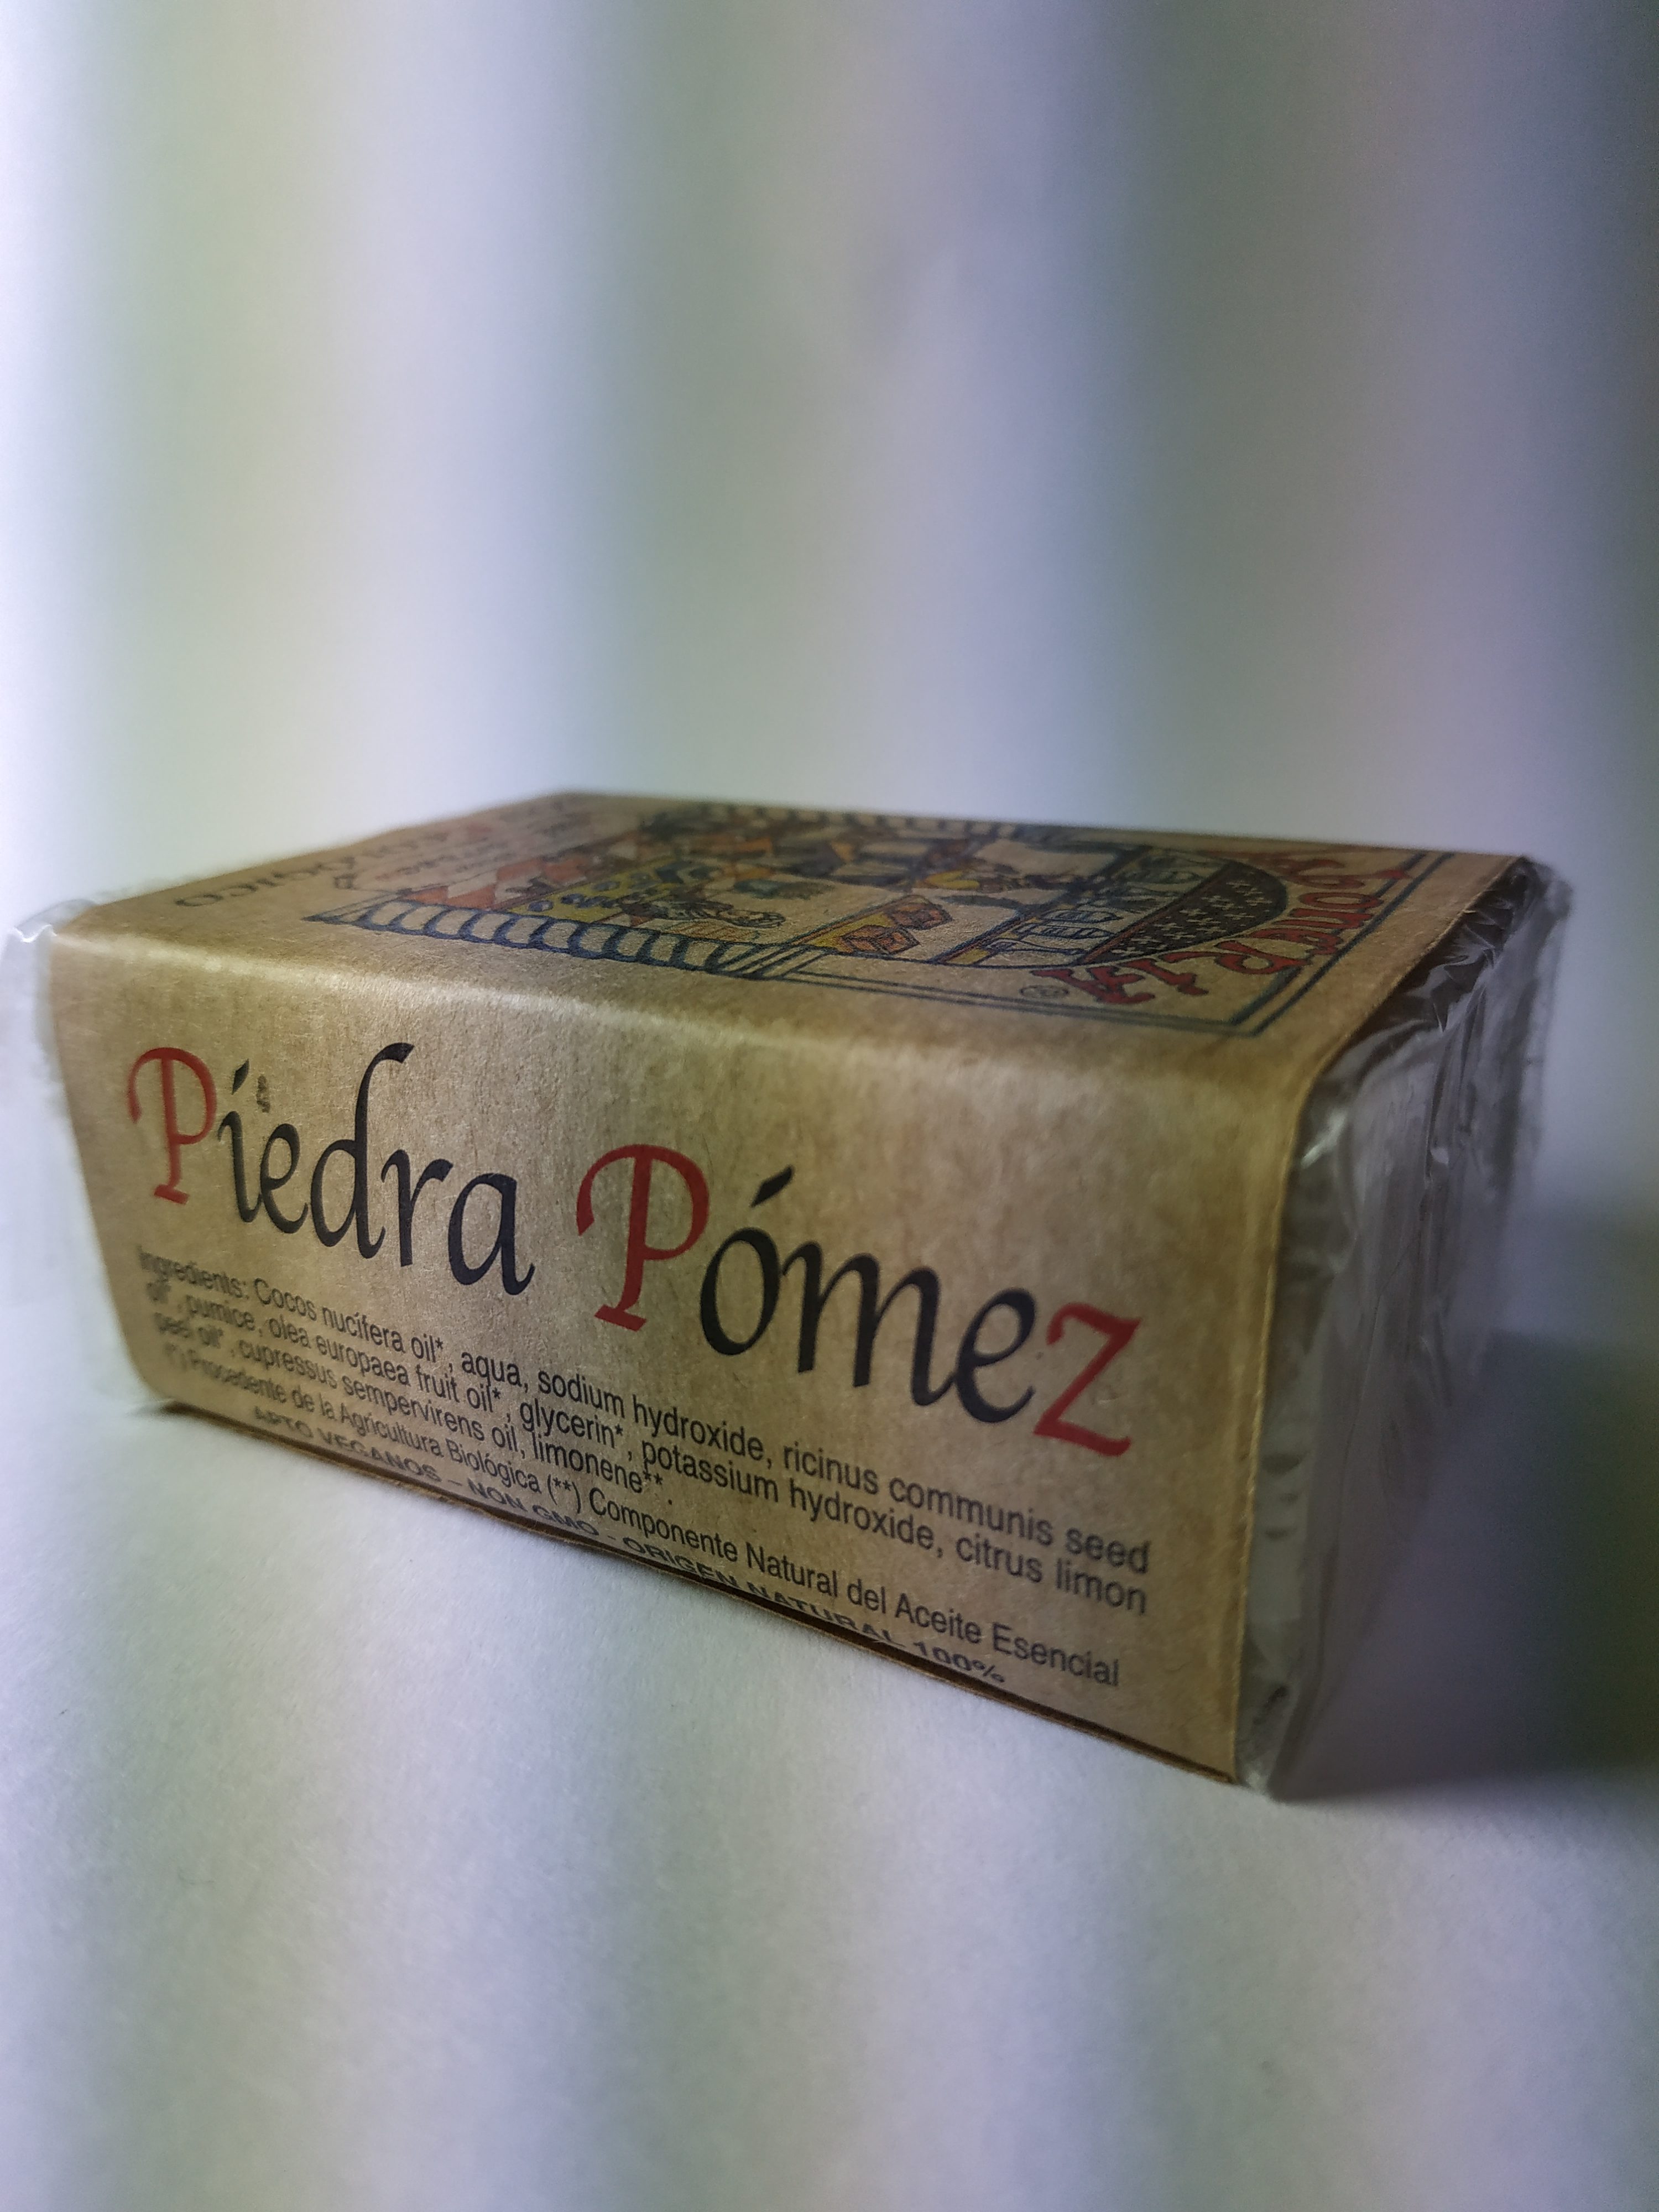 Piedra Pómez
Ingredients: Cocos nucífera oil*, aqua, sodium hydroxide, ricinus communis seed
oil*, pumice, olea europaea fruit oil*, glycerin*, potassium hydroxide, citrus limon
peel oil*, cupressus sempervirens oil, limonene**.
(*) Procedente de la Agricultura Biológica (**) Componente Natural del Aceite Esencial
APTO VEGANOS – NON GMO - ORIGEN NATURAL 100%